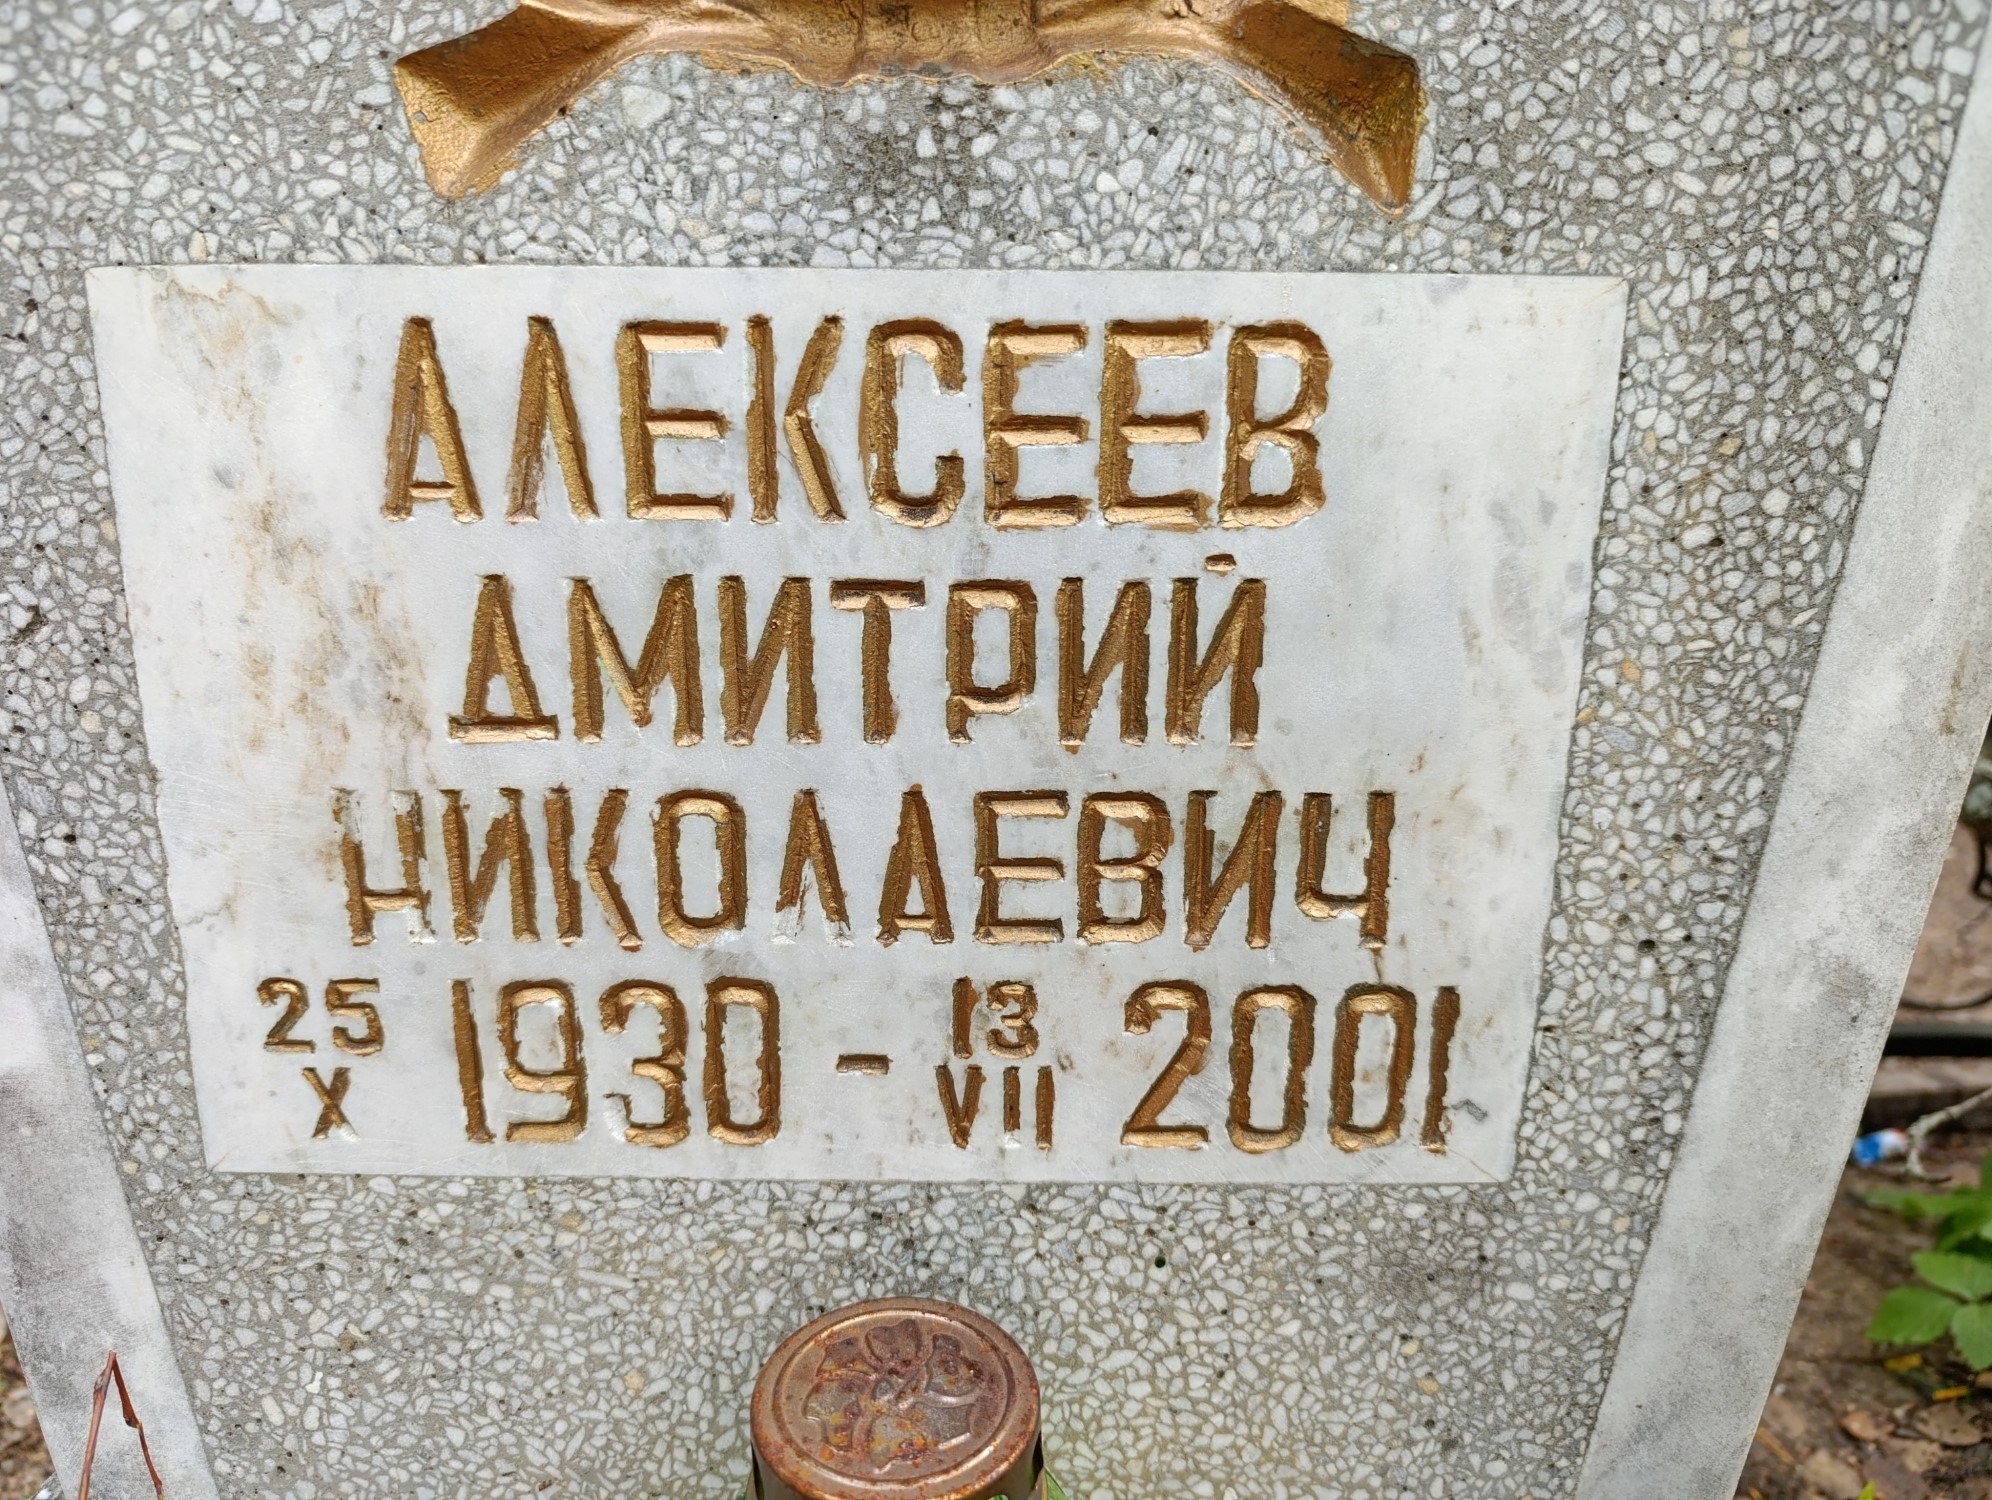 АЛЕКСЕЕВ
ДМИТРИЙ
НИКОЛАЕВИЧ
25 X 1930 - 13 VII 2001